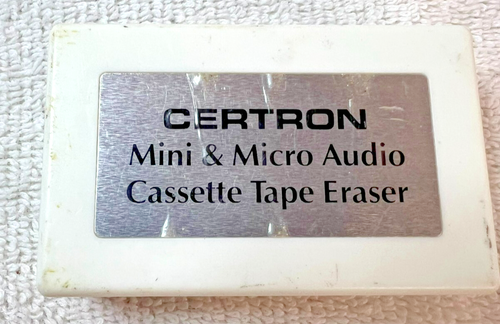 CERTRON
Mini & Micro Audio
Cassette Tape Eraser